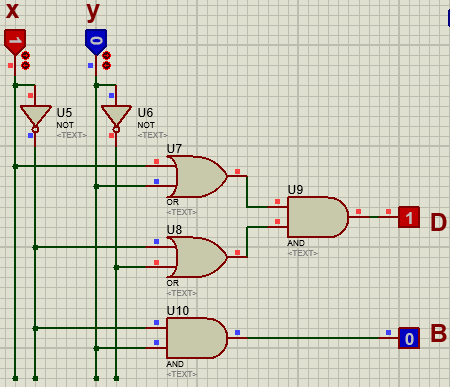 x y
1 0
U5 U6
NOT NOT
<TEXT> <TEXT>
U7
OR
<TEXT>
U9
1 D
AND
<TEXT>
U8
OR
<TEXT>
U10
0 B
AND
<TEXT>